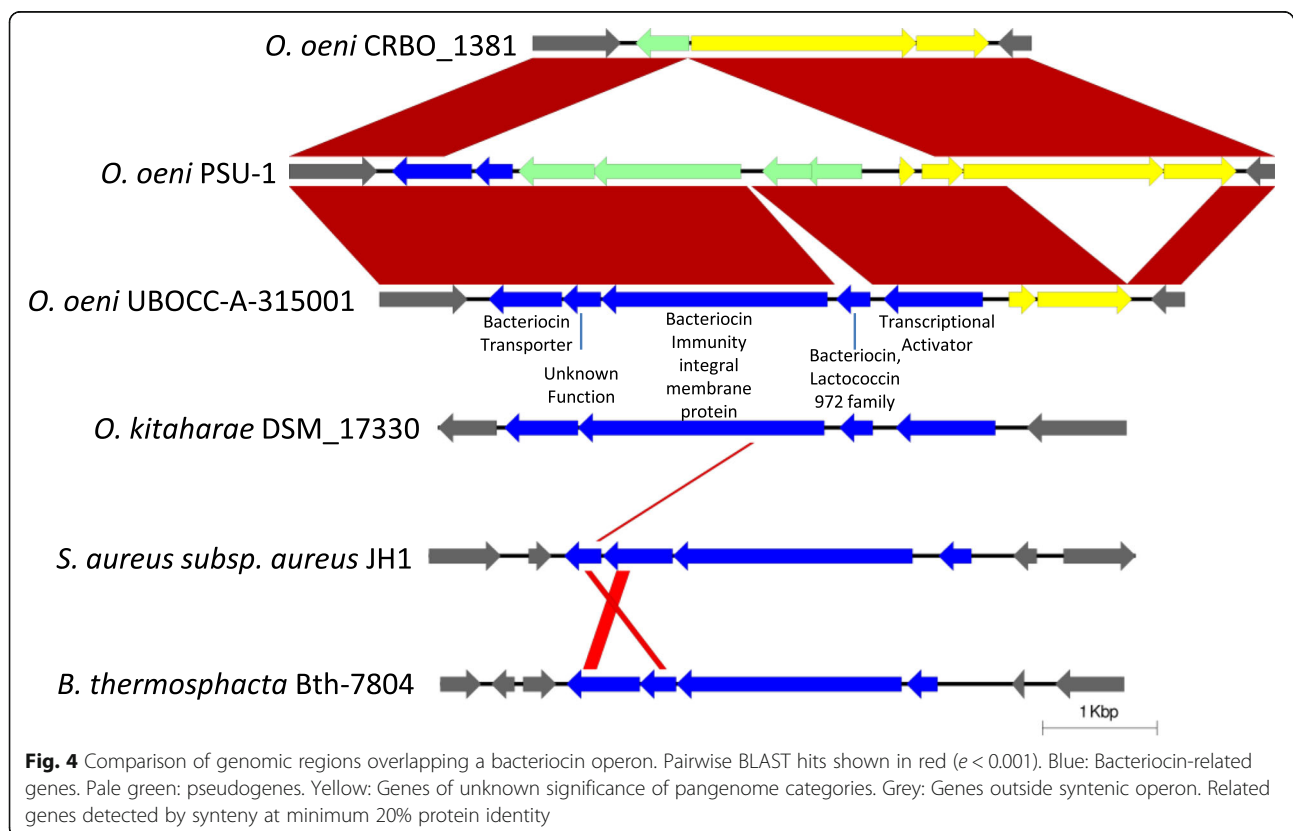 O. oeni CRBO_1381
O. oeni PSU-1
O. oeni UBOCC-A-315001
Bacteriocin
Transporter
Unknown
Function
Bacteriocin
Immunity
integral
membrane
protein
Bacteriocin,
Lactococcin
972 family
Transcriptional
Activator
O. kitaharae DSM_17330
S. aureus subsp. aureus JH1
B. thermosphacta Bth-7804
1 Kbp
Fig. 4 Comparison of genomic regions overlapping a bacteriocin operon. Pairwise BLAST hits shown in red (e < 0.001). Blue: Bacteriocin-related
genes. Pale green: pseudogenes. Yellow: Genes of unknown significance of pangenome categories. Grey: Genes outside syntenic operon. Related
genes detected by synteny at minimum 20% protein identity